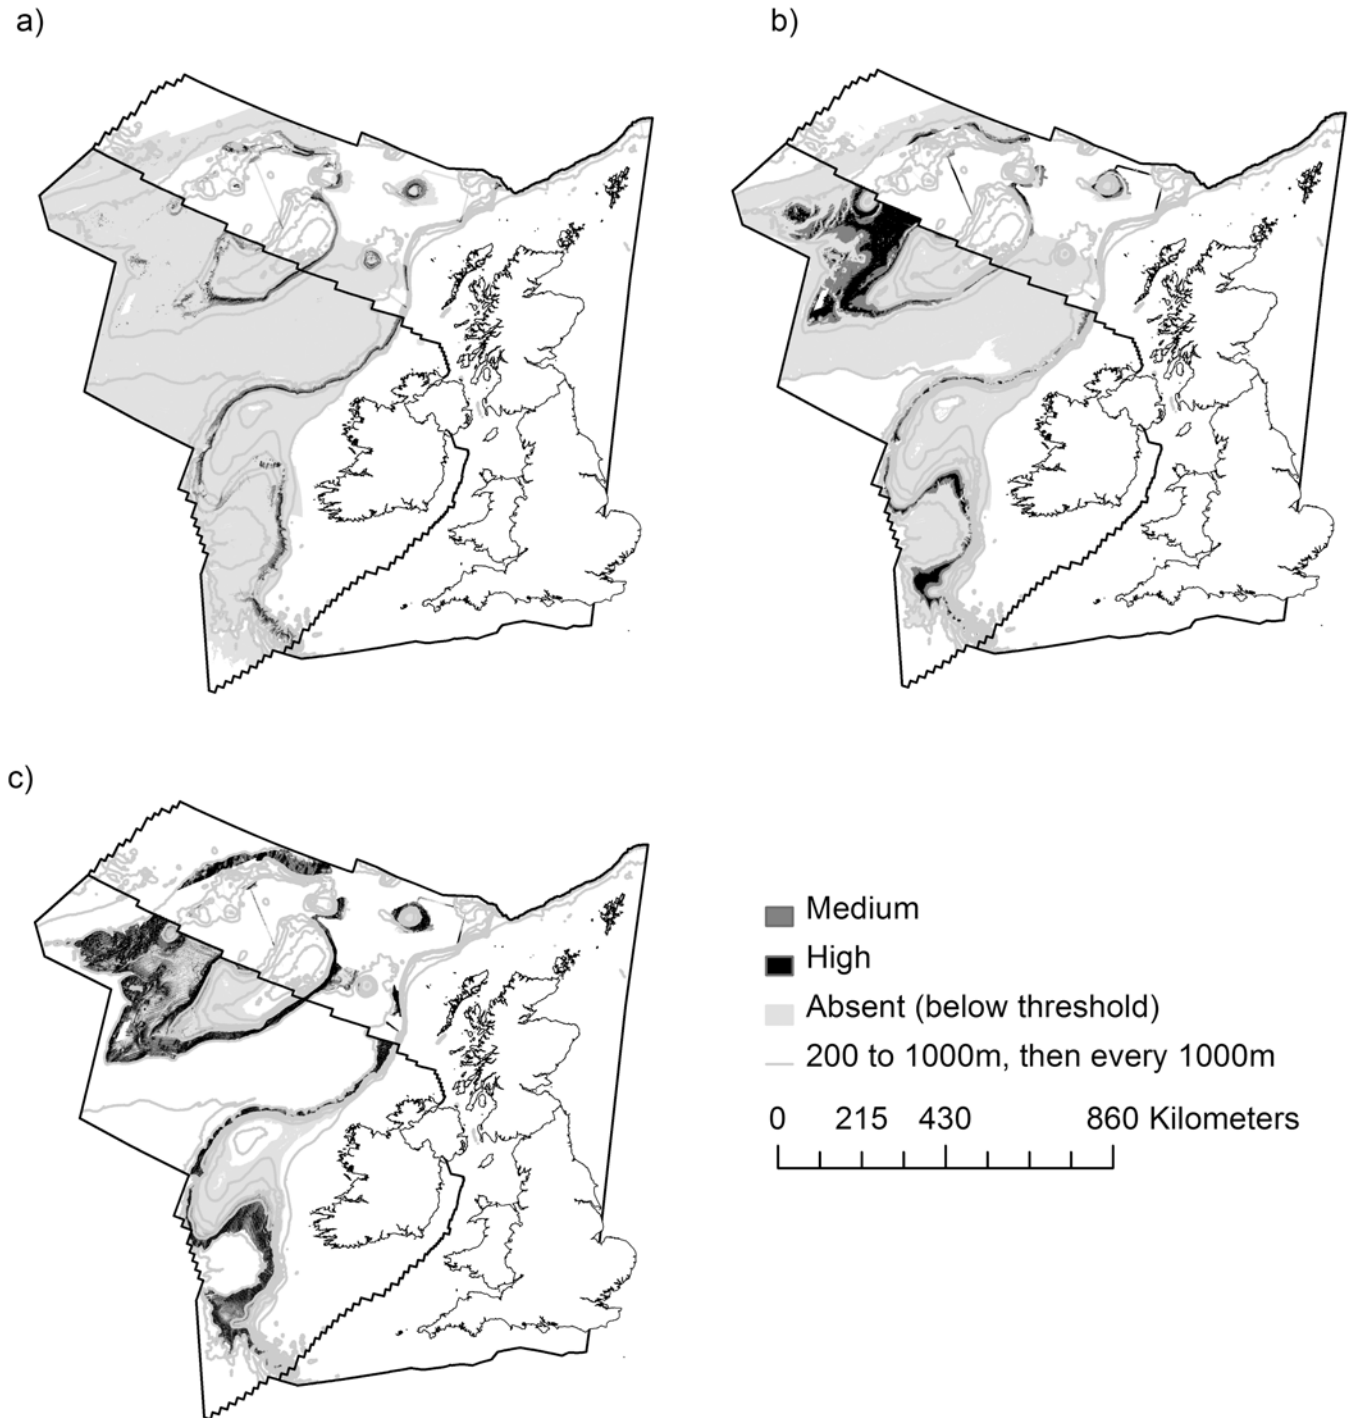 a)
b)
c)
Medium
High
Absent (below threshold)
200 to 1000m, then every 1000m
0 215 430 860 Kilometers